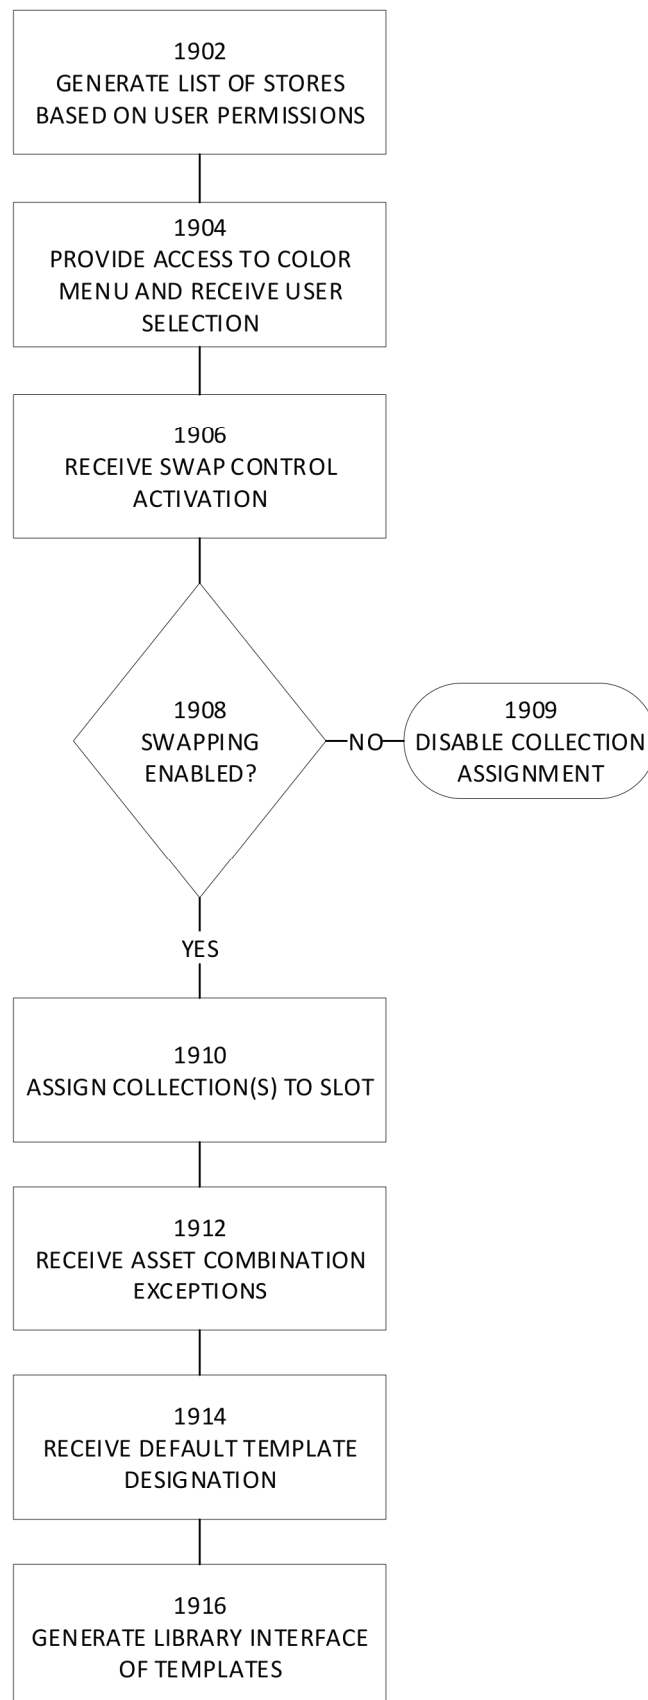 1902
GENERATE LIST OF STORES
BASED ON USER PERMISSIONS
1904
PROVIDE ACCESS TO COLOR
MENU AND RECEIVE USER
SELECTION
1906
RECEIVE SWAP CONTROL
ACTIVATION
1908
SWAPPING
ENABLED?
NO
1909
DISABLE COLLECTION
ASSIGNMENT
YES
1910
ASSIGN COLLECTION(S) TO SLOT
1912
RECEIVE ASSET COMBINATION
EXCEPTIONS
1914
RECEIVE DEFAULT TEMPLATE
DESIGNATION
1916
GENERATE LIBRARY INTERFACE
OF TEMPLATES